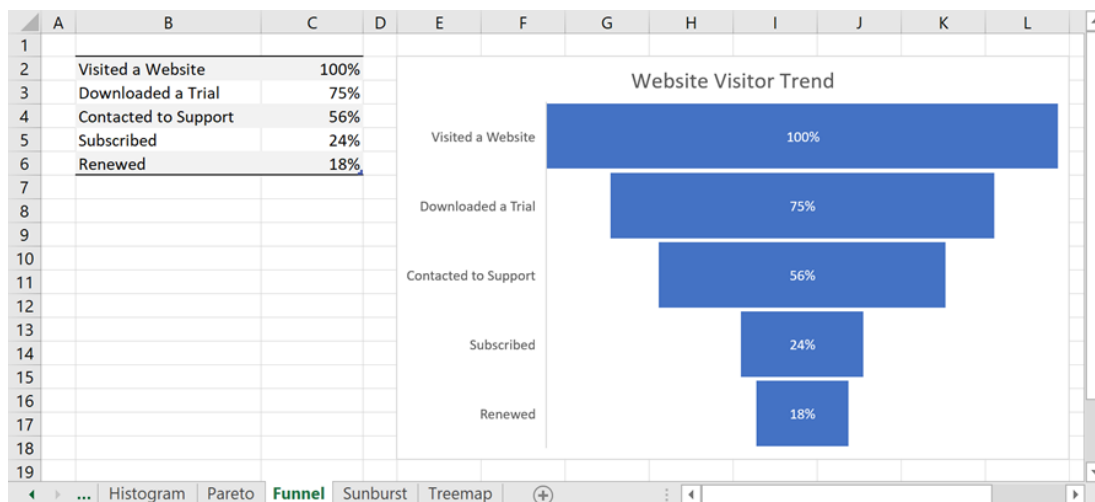 A B C D E F G H I J K L
1
2 Visited a Website 100%
3 Downloaded a Trial 75%
4 Contacted to Support 56%
5 Subscribed 24%
6 Renewed 18%
7
8
9
10
11
12
13
14
15
16
17
18
19
Website Visitor Trend
Visited a Website 100%
Downloaded a Trial 75%
Contacted to Support 56%
Subscribed 24%
Renewed 18%
... Histogram Pareto Funnel Sunburst Treemap